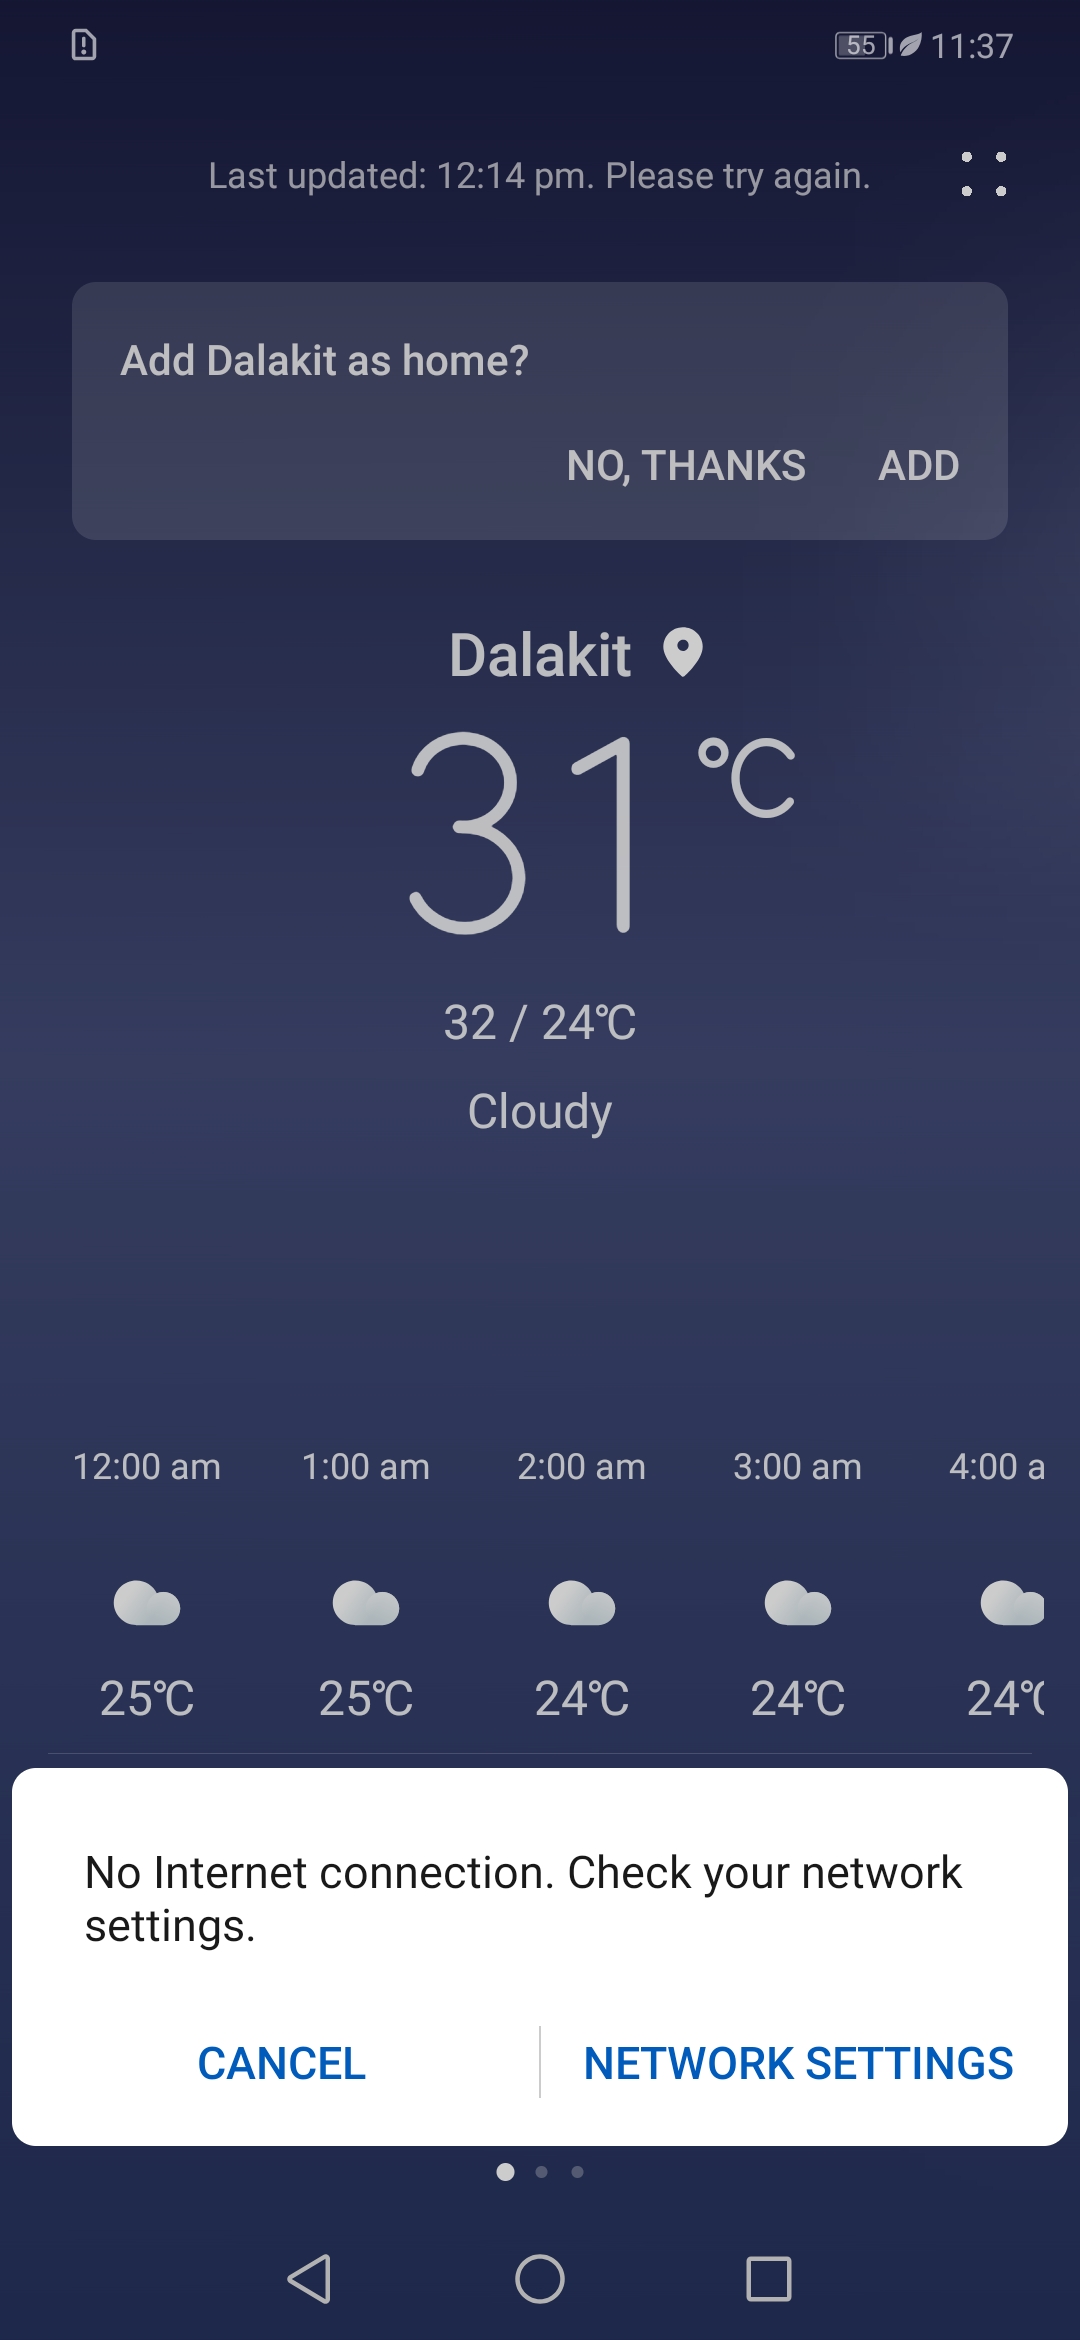 55 11:37
Last updated: 12:14 pm. Please try again.
Add Dalakit as home?
NO, THANKS ADD
Dalakit
31 °C
32 / 24°C
Cloudy
12:00 am 1:00 am 2:00 am 3:00 am 4:00 a
25°C 25°C 24°C 24°C 24°C
No Internet connection. Check your network
settings.
CANCEL NETWORK SETTINGS